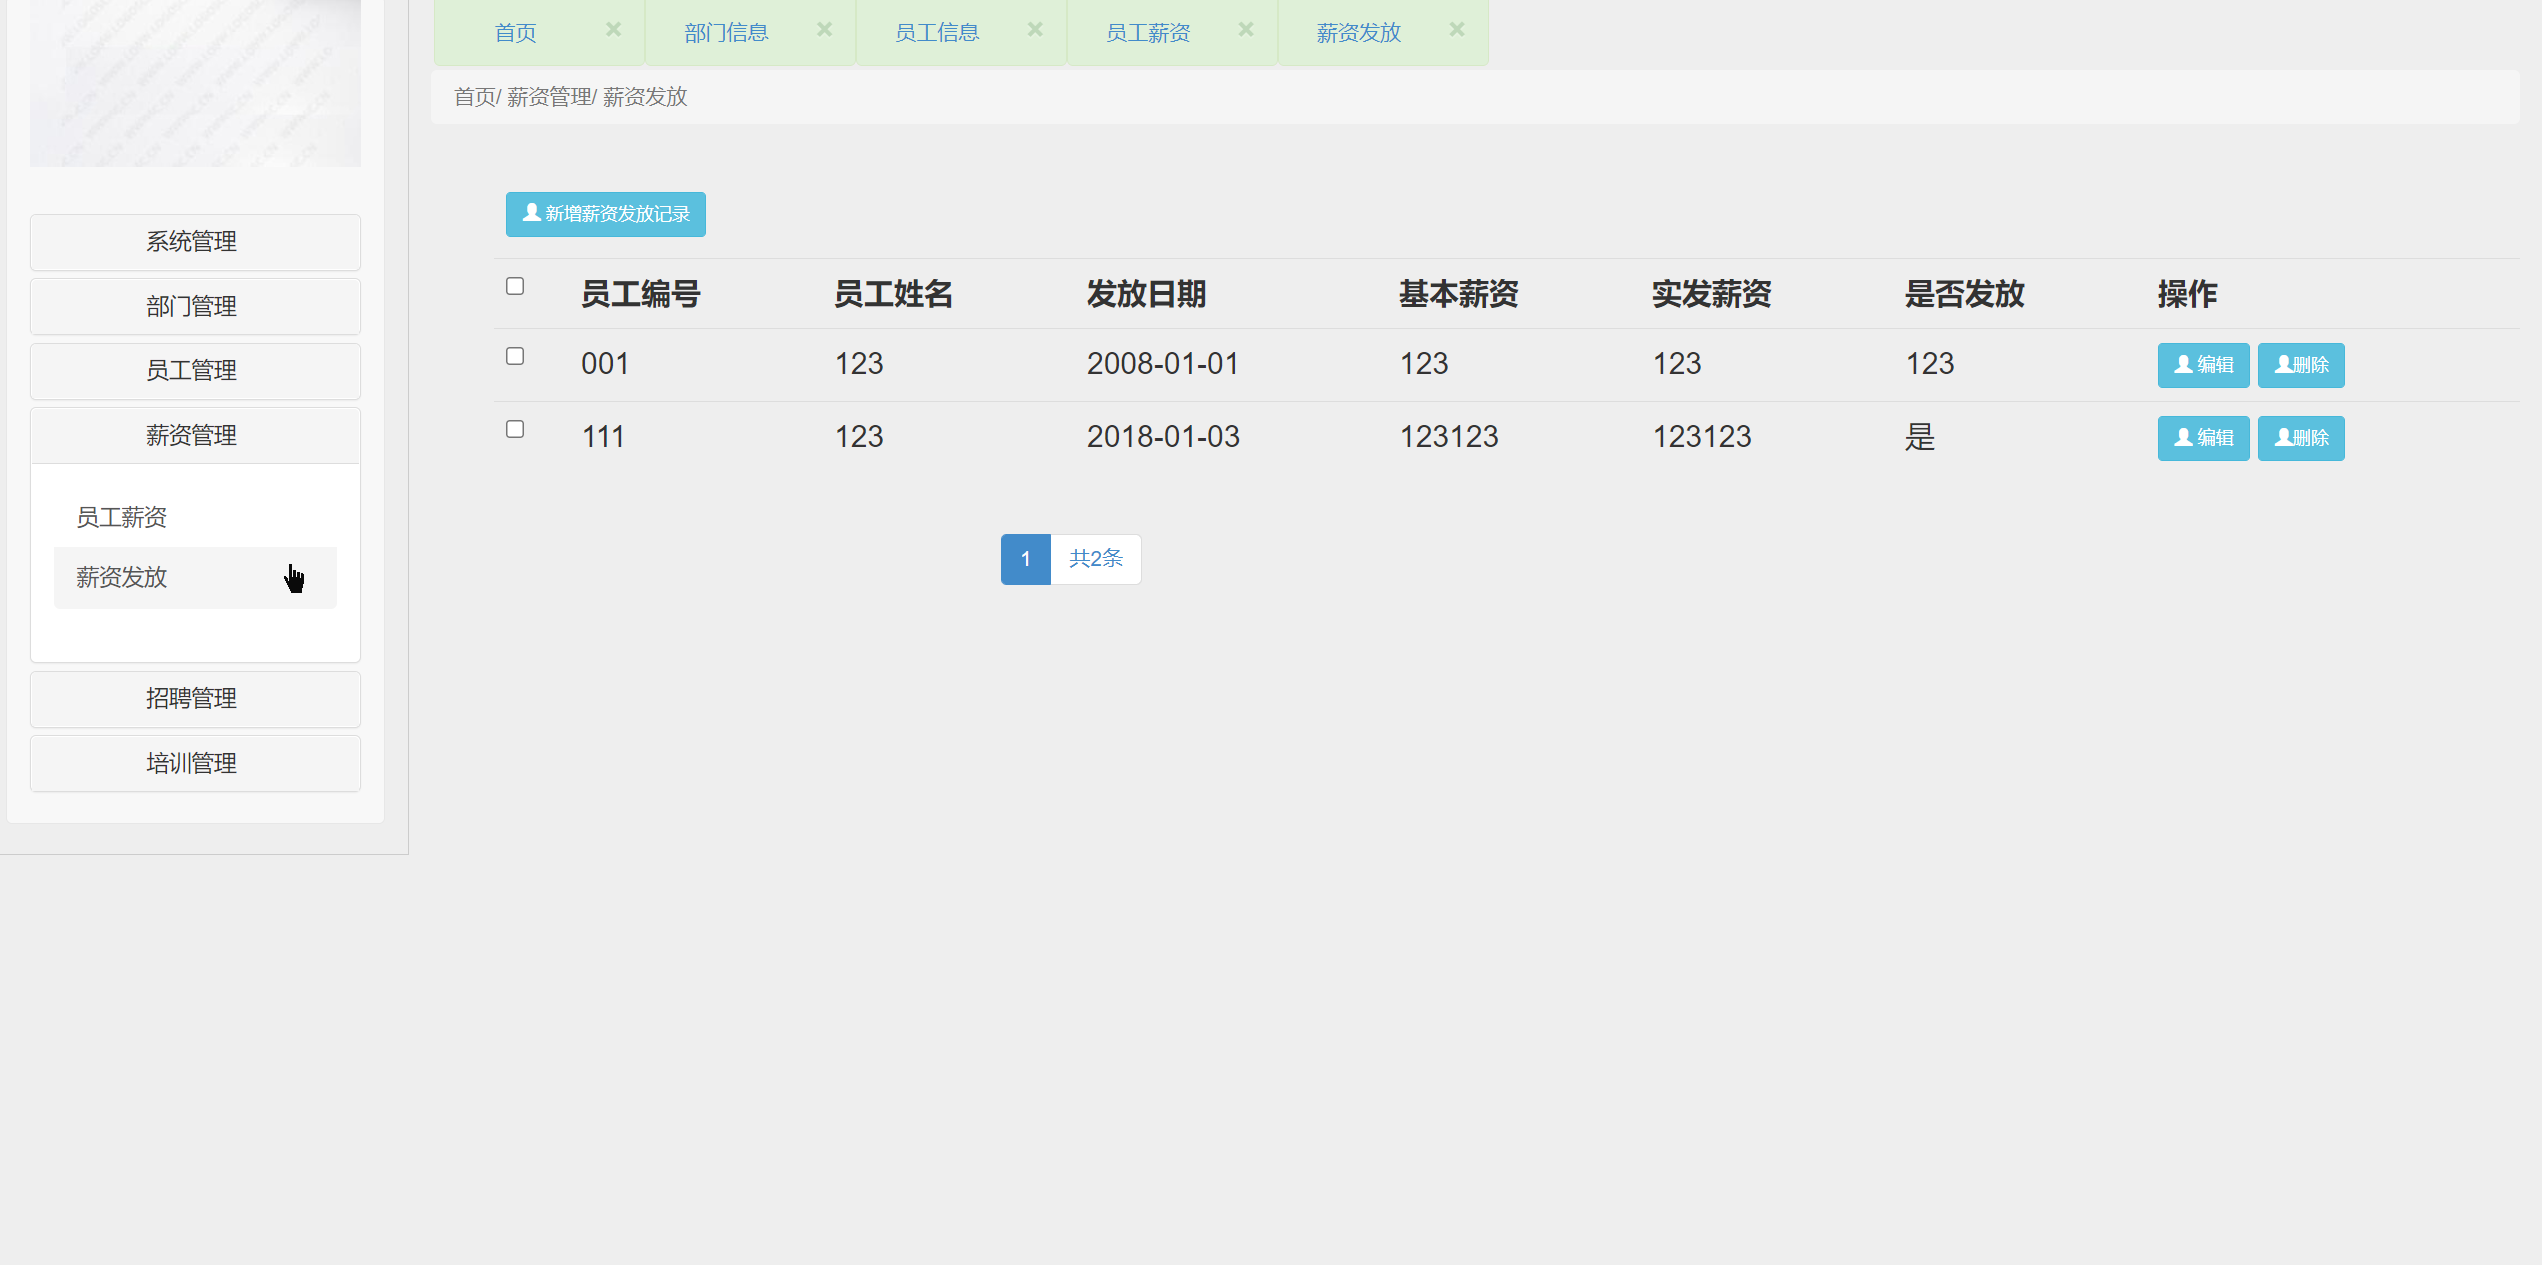 首页 × 部门信息 × 员工信息 × 员工薪资 × 薪资发放 ×
首页/ 薪资管理/ 薪资发放
系统管理
部门管理
员工管理
薪资管理
员工薪资
薪资发放
招聘管理
培训管理
新增薪资发放记录
员工编号 员工姓名 发放日期 基本薪资 实发薪资 是否发放 操作
001 123 2008-01-01 123 123 123 编辑 删除
111 123 2018-01-03 123123 123123 是 编辑 删除
1 共2条